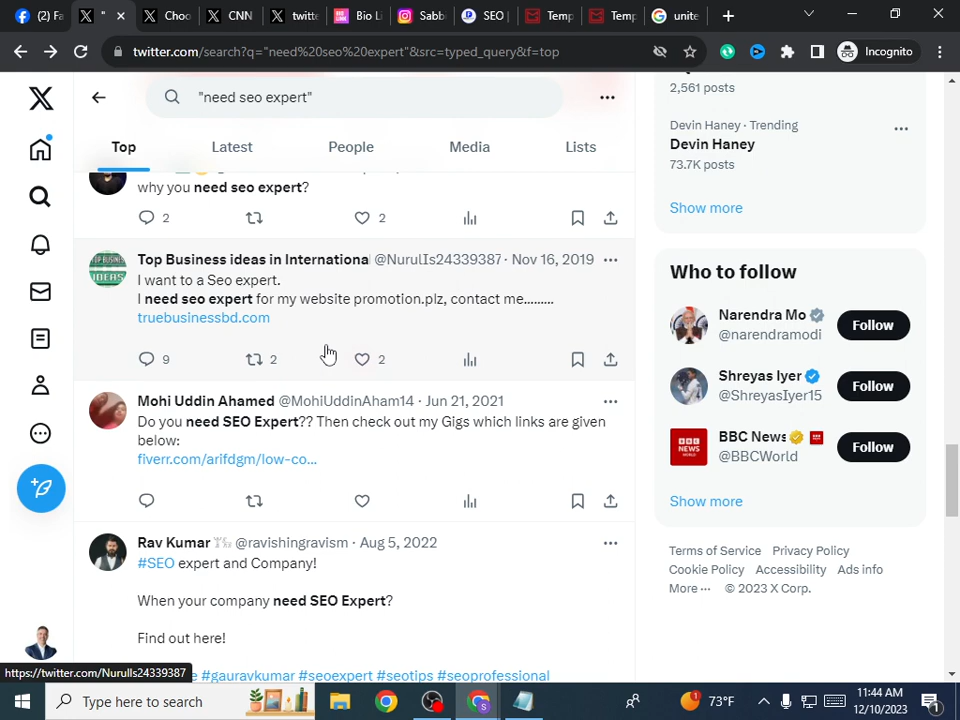 (2) Fa
Choo
CNN
twitte
Bio Li
Sabb
SEO |
Temp
Temp
unite
twitter.com/search?q="need%20seo%20expert"&src=typed_query&f=top
Incognito
"need seo expert"
Top
Latest
People
Media
Lists
why you need seo expert?
2
2
Top Business ideas in Internationa @NurulIs24339387 · Nov 16, 2019
I want to a Seo expert.
I need seo expert for my website promotion.plz, contact me.........
truebusinessbd.com
9
2
2
Mohi Uddin Ahamed @MohiUddinAham14 · Jun 21, 2021
Do you need SEO Expert?? Then check out my Gigs which links are given
below:
fiverr.com/arifdgm/low-co...
Rav Kumar @ravishingravism · Aug 5, 2022
#SEO expert and Company!
When your company need SEO Expert?
Find out here!
#gauravkumar #seoexpert #seotips #seoprofessional
2,561 posts
Devin Haney · Trending
Devin Haney
73.7K posts
Show more
Who to follow
Narendra Mo
@narendramodi
Follow
Shreyas Iyer
@ShreyasIyer15
Follow
BBC News
@BBCWorld
Follow
Show more
Terms of Service Privacy Policy
Cookie Policy Accessibility Ads info
More ··· © 2023 X Corp.
https://twitter.com/NurulIs24339387
Type here to search
73°F
11:44 AM
12/10/2023
1